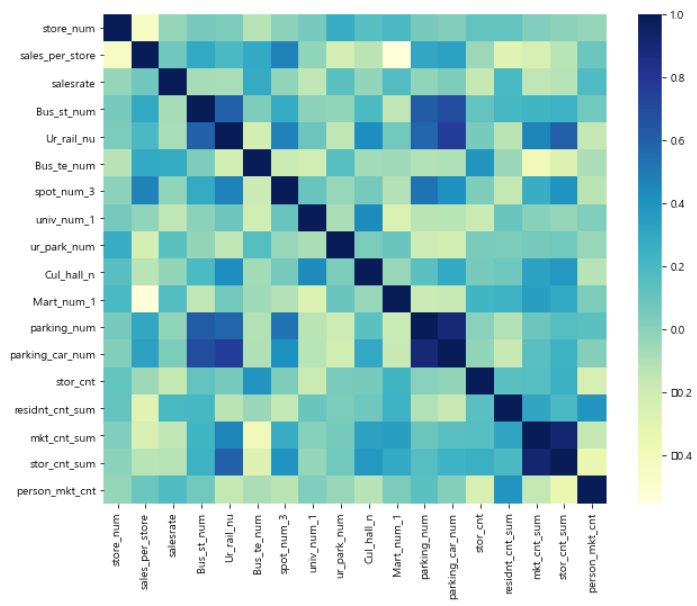 store_num
sales_per_store
salesrate
Bus_st_num
Ur_rail_nu
Bus_te_num
spot_num_3
univ_num_1
ur_park_num
Cul_hall_n
Mart_num_1
parking_num
parking_car_num
stor_cnt
residnt_cnt_sum
mkt_cnt_sum
stor_cnt_sum
person_mkt_cnt
store_num
sales_per_store
salesrate
Bus_st_num
Ur_rail_nu
Bus_te_num
spot_num_3
univ_num_1
ur_park_num
Cul_hall_n
Mart_num_1
parking_num
parking_car_num
stor_cnt
residnt_cnt_sum
mkt_cnt_sum
stor_cnt_sum
person_mkt_cnt
1.0
0.8
0.6
0.4
0.2
0.0
□0.2
□0.4